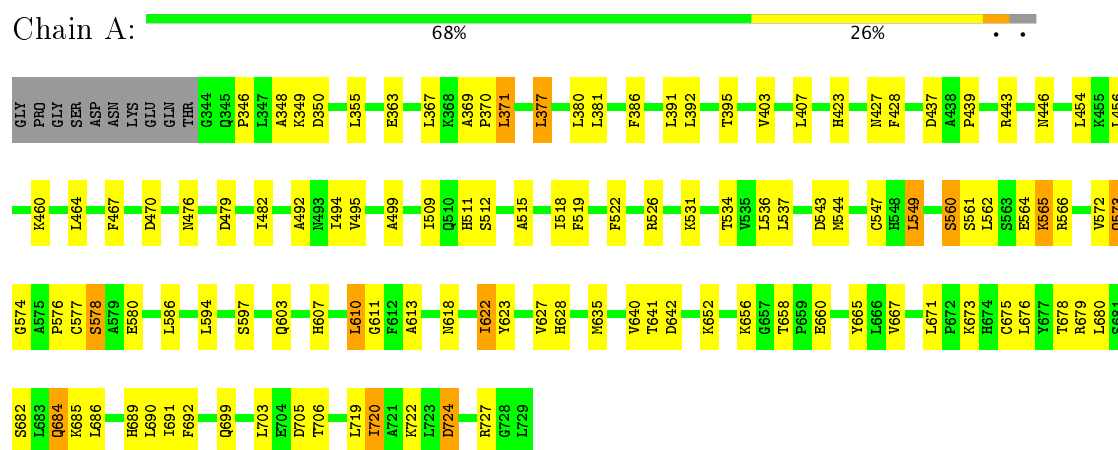 Chain A:
68% 26% • •
GLY PRO GLY SER ASP ASN LYS GLU GLN THR G344 Q345 P346 L347 A348 K349 D350 L355 E363 L367 K368 A369 P370 L371 L377 L380 L381 F386 L391 L392 T395 V403 L407 H423 N427 F428 D437 A438 P439 R443 N446 L454 K455 L456
K460 L464 F467 D470 N476 D479 I482 A492 N493 I494 V495 A499 I509 Q510 H511 S512 A515 I518 F519 F522 R526 K531 T534 V535 L536 L537 D543 M544 C547 H548 L549 S560 S561 L562 S563 E564 K565 R566 V572 Q573
G574 A575 P576 C577 S578 A579 E580 L586 L594 S597 Q603 H607 L610 G611 F612 A613 N618 I622 Y623 V627 H628 M635 V640 T641 D642 K652 K656 G657 T658 P659 E660 Y665 L666 V667 L671 P672 K673 H674 C675 L676 Y677 T678 R679 L680 S681
S682 L683 Q684 K685 L686 H689 L690 I691 F692 Q699 L703 E704 D705 T706 L719 I720 A721 K722 L723 D724 R727 G728 L729